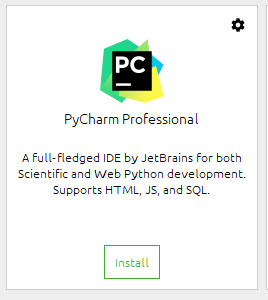 PC
PyCharm Professional
A full-fledged IDE by JetBrains for both
Scientific and Web Python development.
Supports HTML, JS, and SQL.
Install